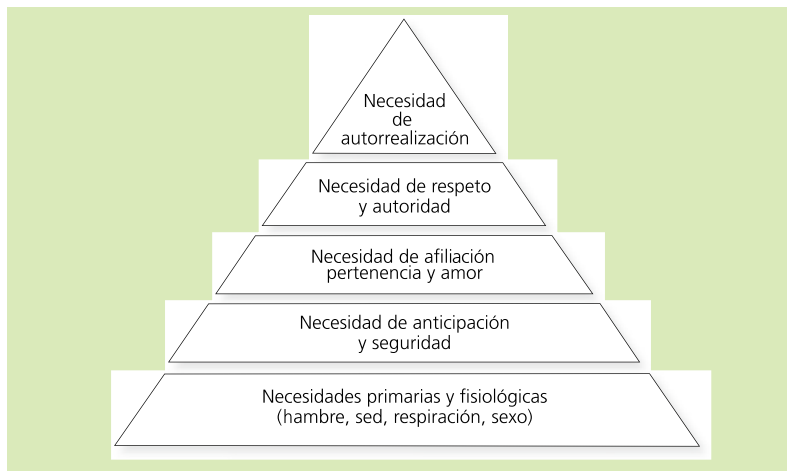 Necesidad
de
autorrealización
Necesidad de respeto
y autoridad
Necesidad de afiliación
pertenencia y amor
Necesidad de anticipación
y seguridad
Necesidades primarias y fisiológicas
(hambre, sed, respiración, sexo)